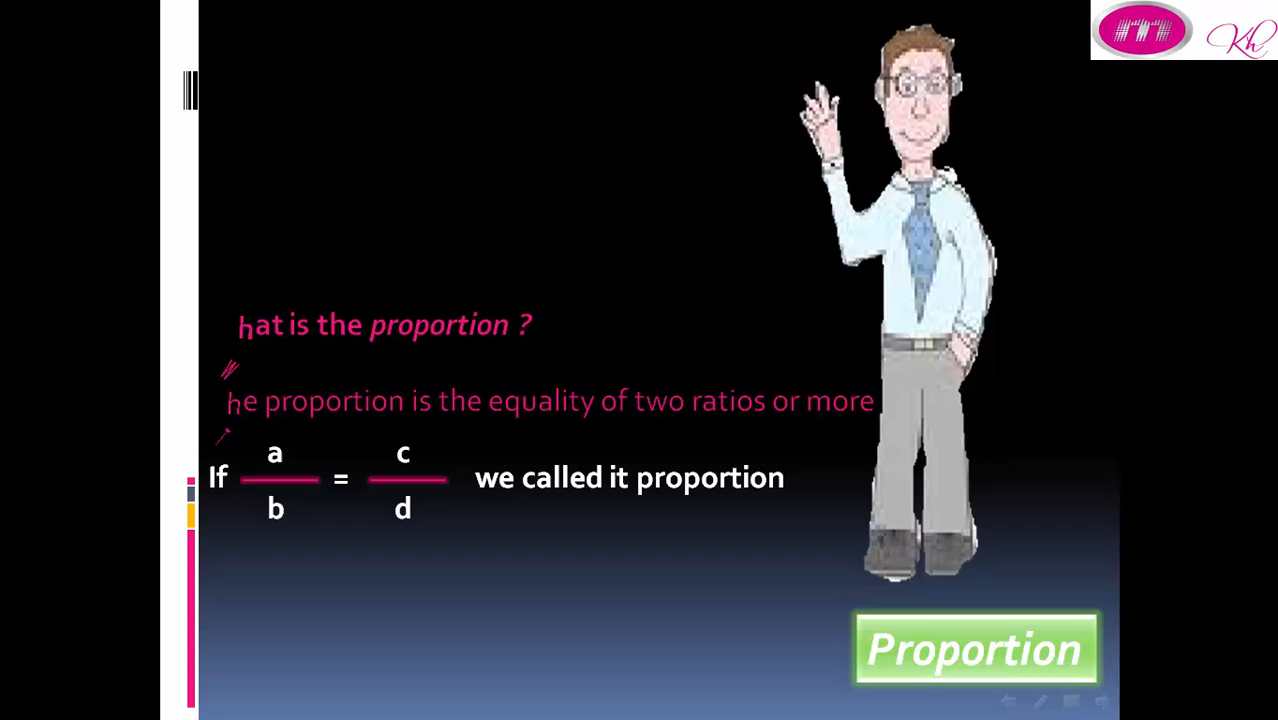 m Kh
hat is the proportion ?
he proportion is the equality of two ratios or more
If a/b = c/d we called it proportion
Proportion